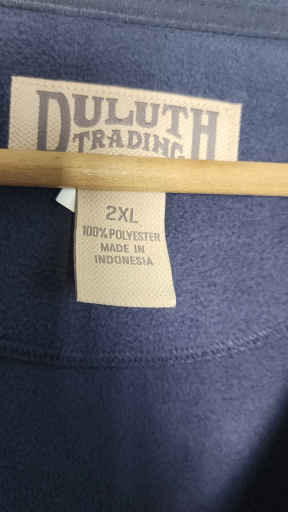 DULUTH
TRADING
2XL
100% POLYESTER
MADE IN
INDONESIA